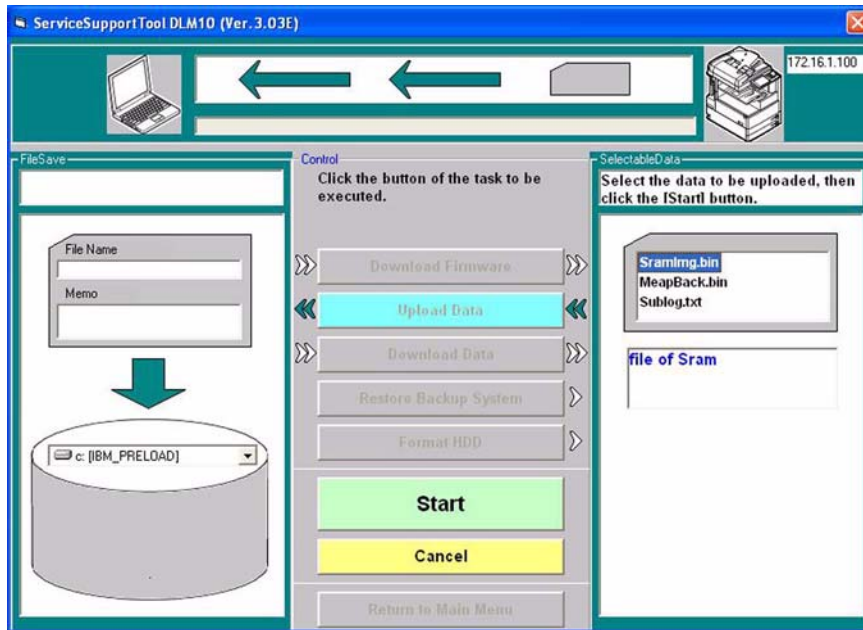 ServiceSupportTool DLM10 (Ver.3.03E)
172.16.1.100
FileSave
File Name
Memo
c: [IBM_PRELOAD]
Control
Click the button of the task to be
executed.
Download Firmware
Upload Data
Download Data
Restore Backup System
Format HDD
Start
Cancel
Return to Main Menu
SelectableData
Select the data to be uploaded, then
click the [Start] button.
SramImg.bin
MeapBack.bin
Sublog.txt
file of Sram